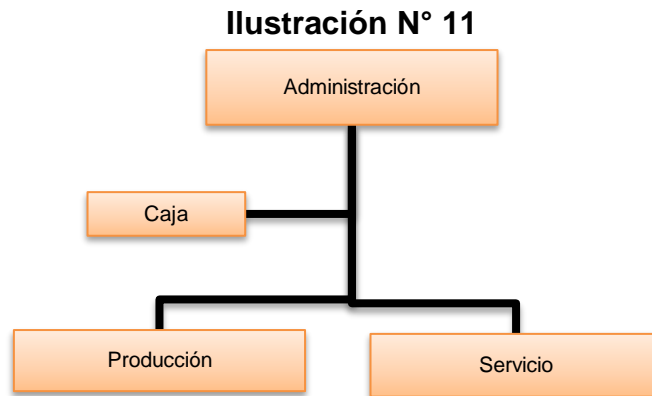 Ilustración N° 11
Administración
Caja
Producción
Servicio